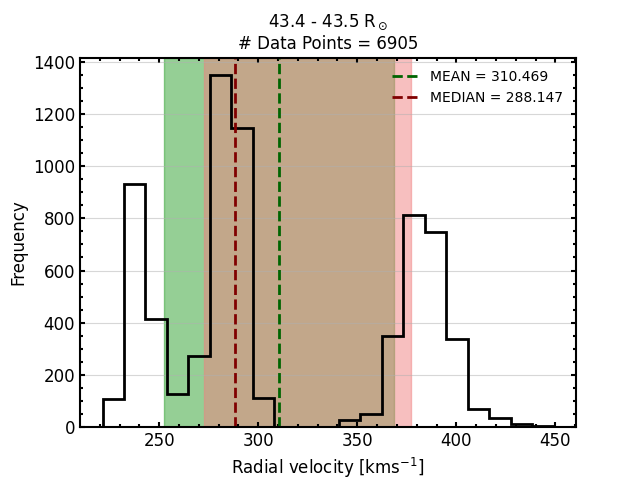 43.4 - 43.5 R⊙
# Data Points = 6905
MEAN = 310.469
MEDIAN = 288.147
1400
1200
1000
800
600
400
200
0
Frequency
250 300 350 400 450
Radial velocity [kms⁻¹]